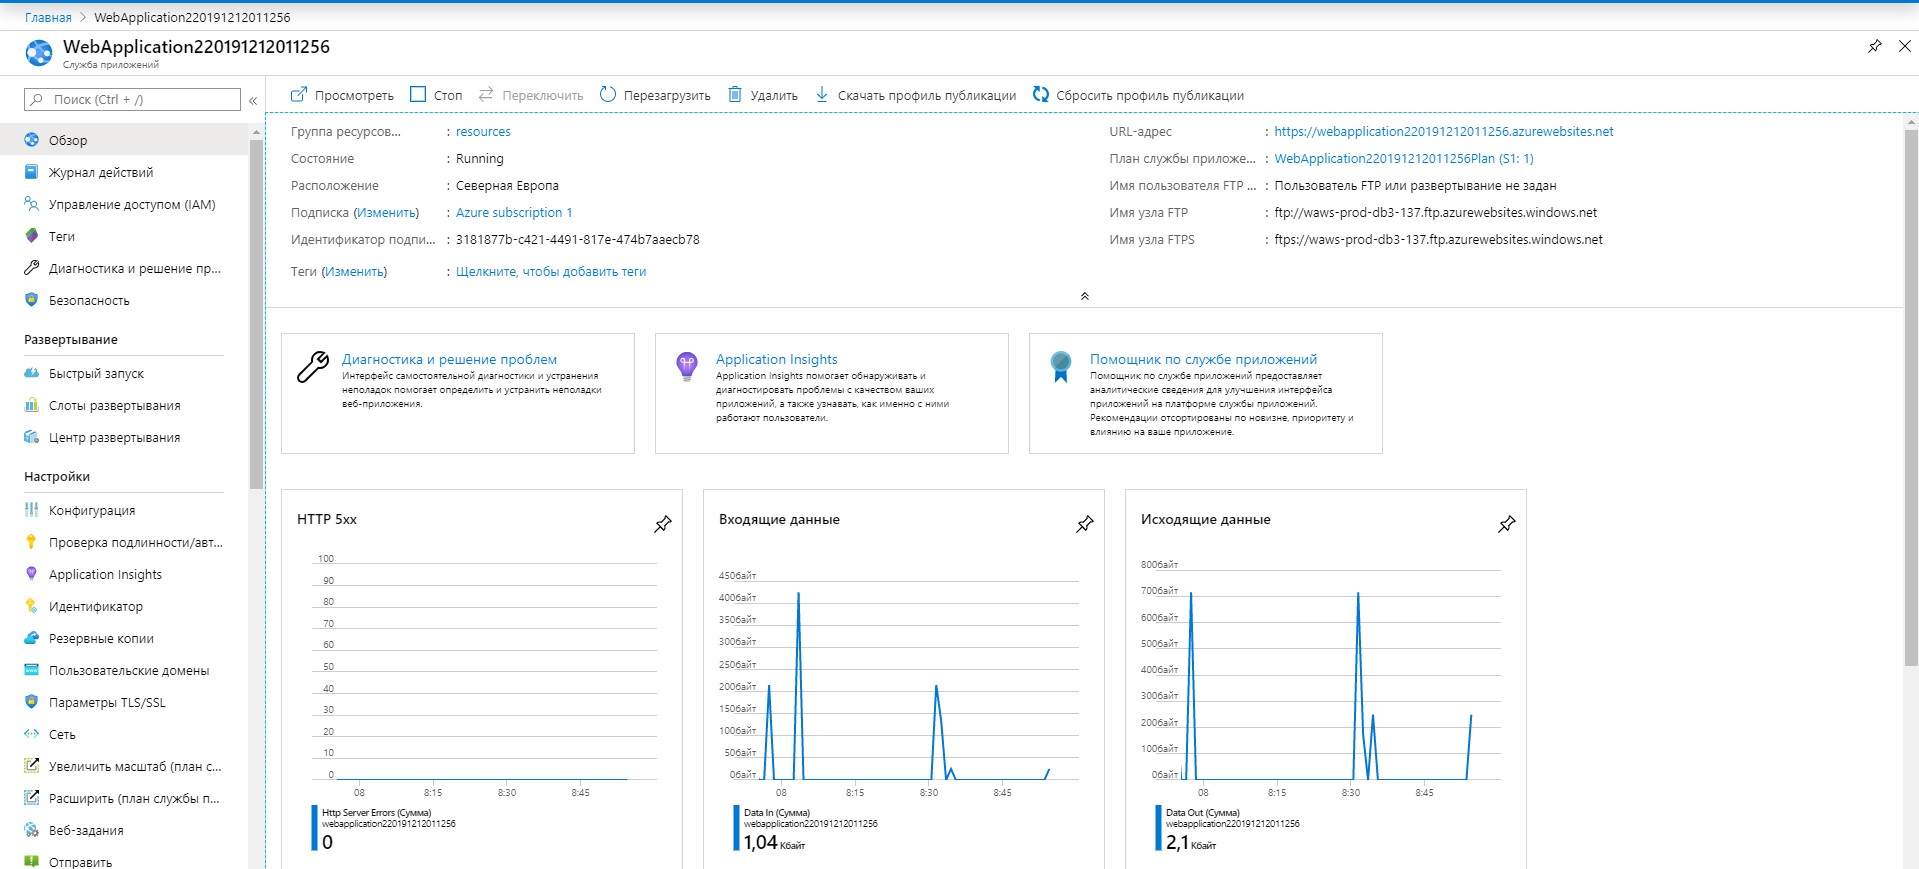 Главная > WebApplication220191212011256
WebApplication220191212011256
Служба приложений
Поиск (Ctrl + /)
«
Просмотреть
Стоп
Переключить
Перезагрузить
Удалить
Скачать профиль публикации
Сбросить профиль публикации
Обзор
Журнал действий
Управление доступом (IAM)
Теги
Диагностика и решение пр...
Безопасность
Развертывание
Быстрый запуск
Слоты развертывания
Центр развертывания
Настройки
Конфигурация
Проверка подлинности/авт...
Application Insights
Идентификатор
Резервные копии
Пользовательские домены
Параметры TLS/SSL
Сеть
Увеличить масштаб (план с...
Расширить (план службы п...
Веб-задания
Отправить
Группа ресурсов... : resources
Состояние : Running
Расположение : Северная Европа
Подписка (Изменить) : Azure subscription 1
Идентификатор подпи... : 3181877b-c421-4491-817e-474b7aaecb78
Теги (Изменить) : Щелкните, чтобы добавить теги
URL-адрес : https://webapplication220191212011256.azurewebsites.net
План службы приложе... : WebApplication220191212011256Plan (S1: 1)
Имя пользователя FTP ... : Пользователь FTP или развертывание не задан
Имя узла FTP : ftp://waws-prod-db3-137.ftp.azurewebsites.windows.net
Имя узла FTPS : ftps://waws-prod-db3-137.ftp.azurewebsites.windows.net
Диагностика и решение проблем
Интерфейс самостоятельной диагностики и устранения
неполадок помогает определить и устранить неполадки
веб-приложения.
Application Insights
Application Insights помогает обнаруживать и
диагностировать проблемы с качеством ваших
приложений, а также узнавать, как именно с ними
работают пользователи.
Помощник по службе приложений
Помощник по службе приложений предоставляет
аналитические сведения для улучшения интерфейса
приложений на платформе службы приложений.
Рекомендации отсортированы по новизне, приоритету и
влиянию на ваше приложение.
HTTP 5xx
100
90
80
70
60
50
40
30
20
10
0
08 8:15 8:30 8:45
Http Server Errors (Сумма)
webapplication220191212011256
0
Входящие данные
450байт
400байт
350байт
300байт
250байт
200байт
150байт
100байт
50байт
0байт
08 8:15 8:30 8:45
Data In (Сумма)
webapplication220191212011256
1,04 Кбайт
Исходящие данные
800байт
700байт
600байт
500байт
400байт
300байт
200байт
100байт
0байт
08 8:15 8:30 8:45
Data Out (Сумма)
webapplication220191212011256
2,1 Кбайт